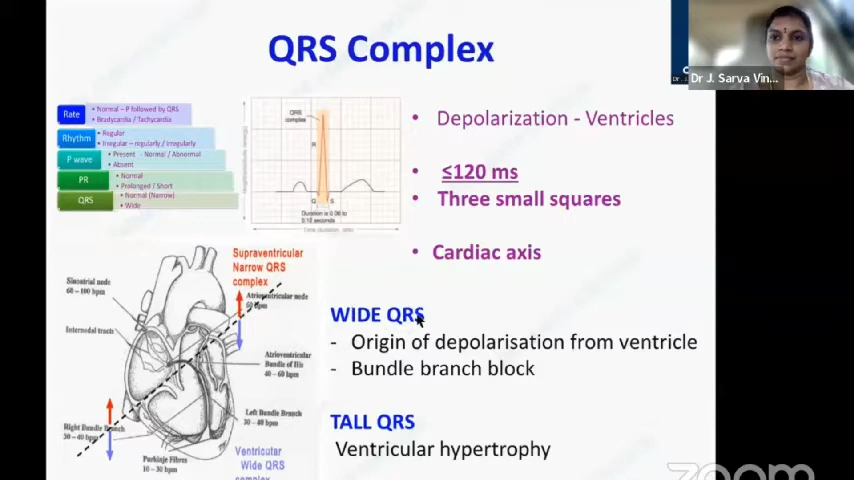 QRS Complex
Dr J. Sarva Vin...
Rate
• Normal – P followed by QRS
• Bradycardia / Tachycardia
Rhythm
• Regular
• Irregular – regularly / irregularly
P wave
• Present - Normal / Abnormal
• Absent
PR
• Normal
• Prolonged / Short
QRS
• Normal (Narrow)
• Wide
QRS
complex
R
Q
S
Duration is 0.06 to
0.12 seconds
• Depolarization - Ventricles
• ≤120 ms
• Three small squares
• Cardiac axis
Supraventricular
Narrow QRS
complex
Sinoatrial node
60 - 100 bpm
Atrioventricular node
60 bpm
Internodal tracts
Atrioventricular
Bundle of His
40 – 60 bpm
Left Bundle Branch
30 – 40 bpm
Right Bundle Branch
30 – 40 bpm
Purkinje Fibres
10 – 30 bpm
Ventricular
Wide QRS
complex
WIDE QRS
- Origin of depolarisation from ventricle
- Bundle branch block
TALL QRS
Ventricular hypertrophy
zoom